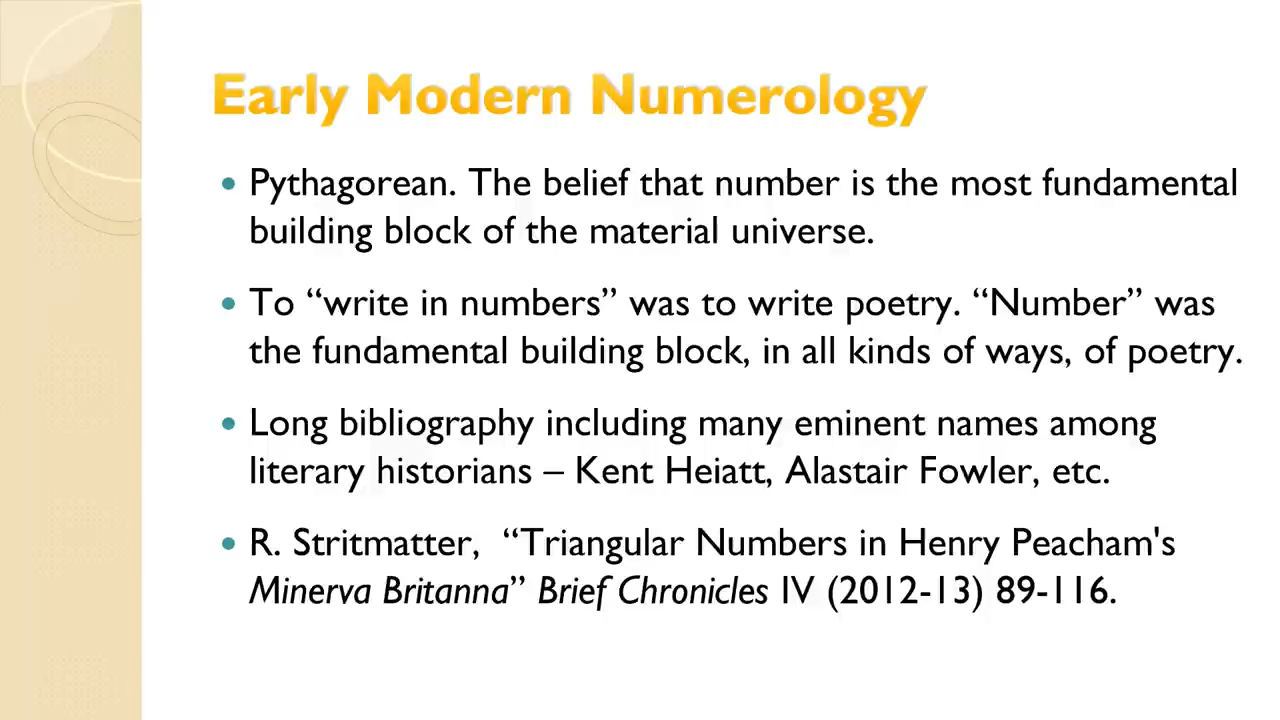 Early Modern Numerology
• Pythagorean. The belief that number is the most fundamental
building block of the material universe.
• To “write in numbers” was to write poetry. “Number” was
the fundamental building block, in all kinds of ways, of poetry.
• Long bibliography including many eminent names among
literary historians – Kent Heiatt, Alastair Fowler, etc.
• R. Stritmatter,  “Triangular Numbers in Henry Peacham's
Minerva Britanna” Brief Chronicles IV (2012-13) 89-116.